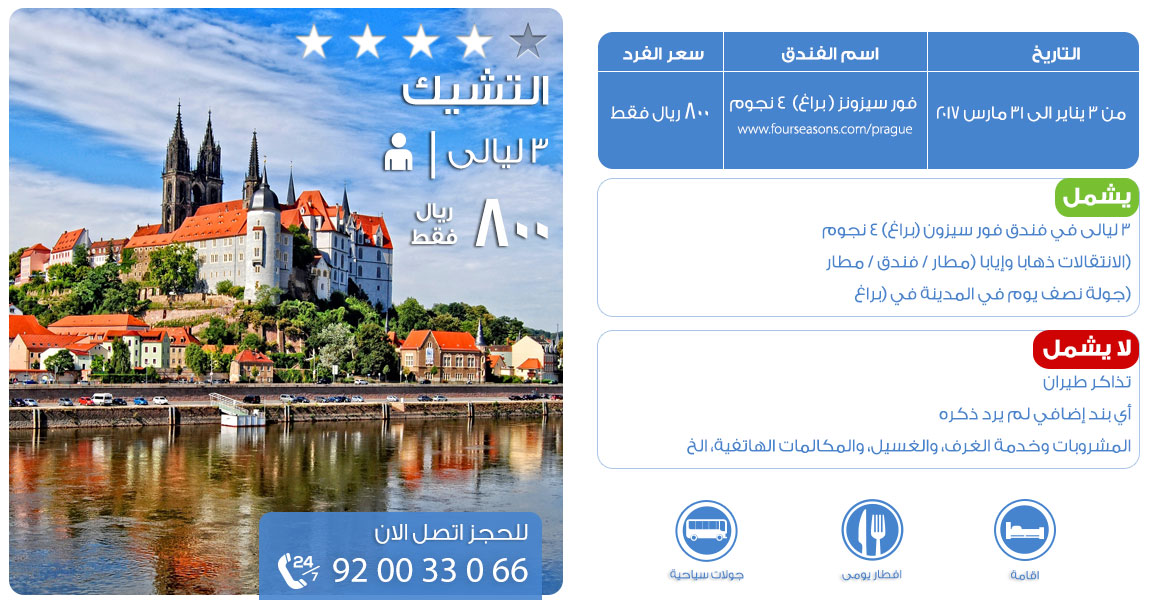 التشيك
٣ ليالى
٨٠٠ ريال فقط
للحجز اتصل الان
92 00 33 0 66
24/7
التاريخ
اسم الفندق
سعر الفرد
من ٣ يناير الى ٣١ مارس ٢٠١٧
فور سيزونز ( براغ) ٤ نجوم
www.fourseasons.com/prague
٨٠٠ ريال فقط
يشمل
٣ ليالى في فندق فور سيزون (براغ) ٤ نجوم
(الانتقالات ذهابا وإيابا (مطار / فندق / مطار
(جولة نصف يوم في المدينة في (براغ
لا يشمل
تذاكر طيران
أي بند إضافي لم يرد ذكره
المشروبات وخدمة الغرف، والغسيل، والمكالمات الهاتفية، الخ
اقامة
افطار يومى
جولات سياحية